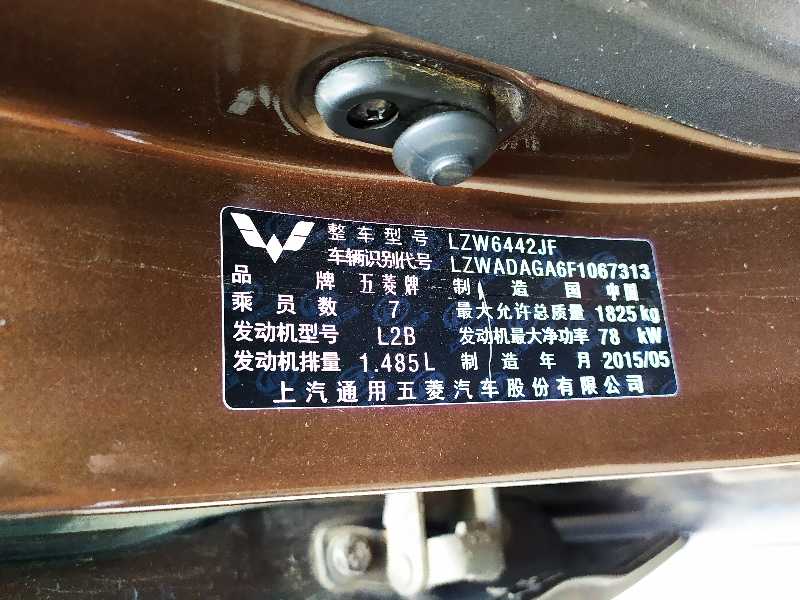 整车型号 LZW6442JF
车辆识别代号 LZWADAGA6F1067313
品牌 五菱牌 制造国 中国
乘员数 7 最大允许总质量 1825 kg
发动机型号 L2B 发动机最大净功率 78 kW
发动机排量 1.485L 制造年月 2015/05
上汽通用五菱汽车股份有限公司